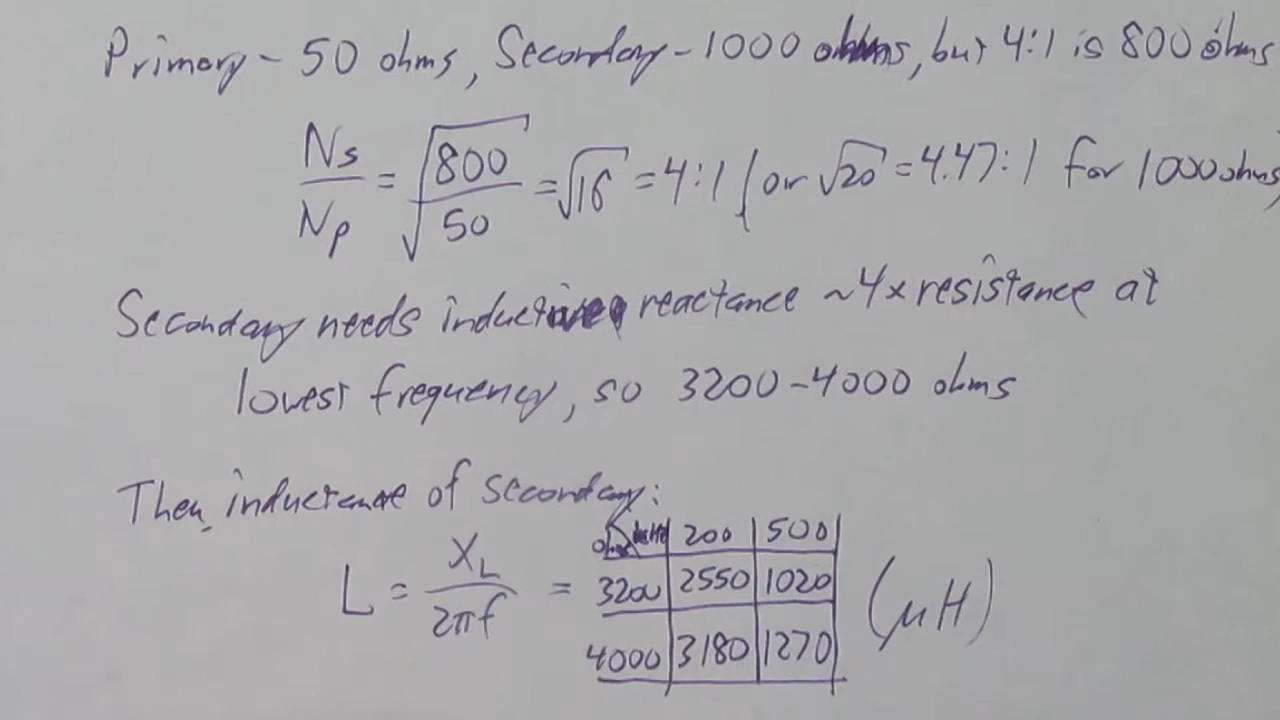 Primary - 50 ohms, Secondary - 1000 ohms, but 4:1 is 800 ohms
Ns/Np = √800/50 = √16 = 4:1 (or √20 = 4.47:1 for 1000 ohms)
Secondary needs inductive reactance ~4x resistance at
lowest frequency, so 3200-4000 ohms
Then, inductance of secondary:
L = XL/2πf =
ohms 200 500
3200 2550 1020
4000 3180 1270
(μH)